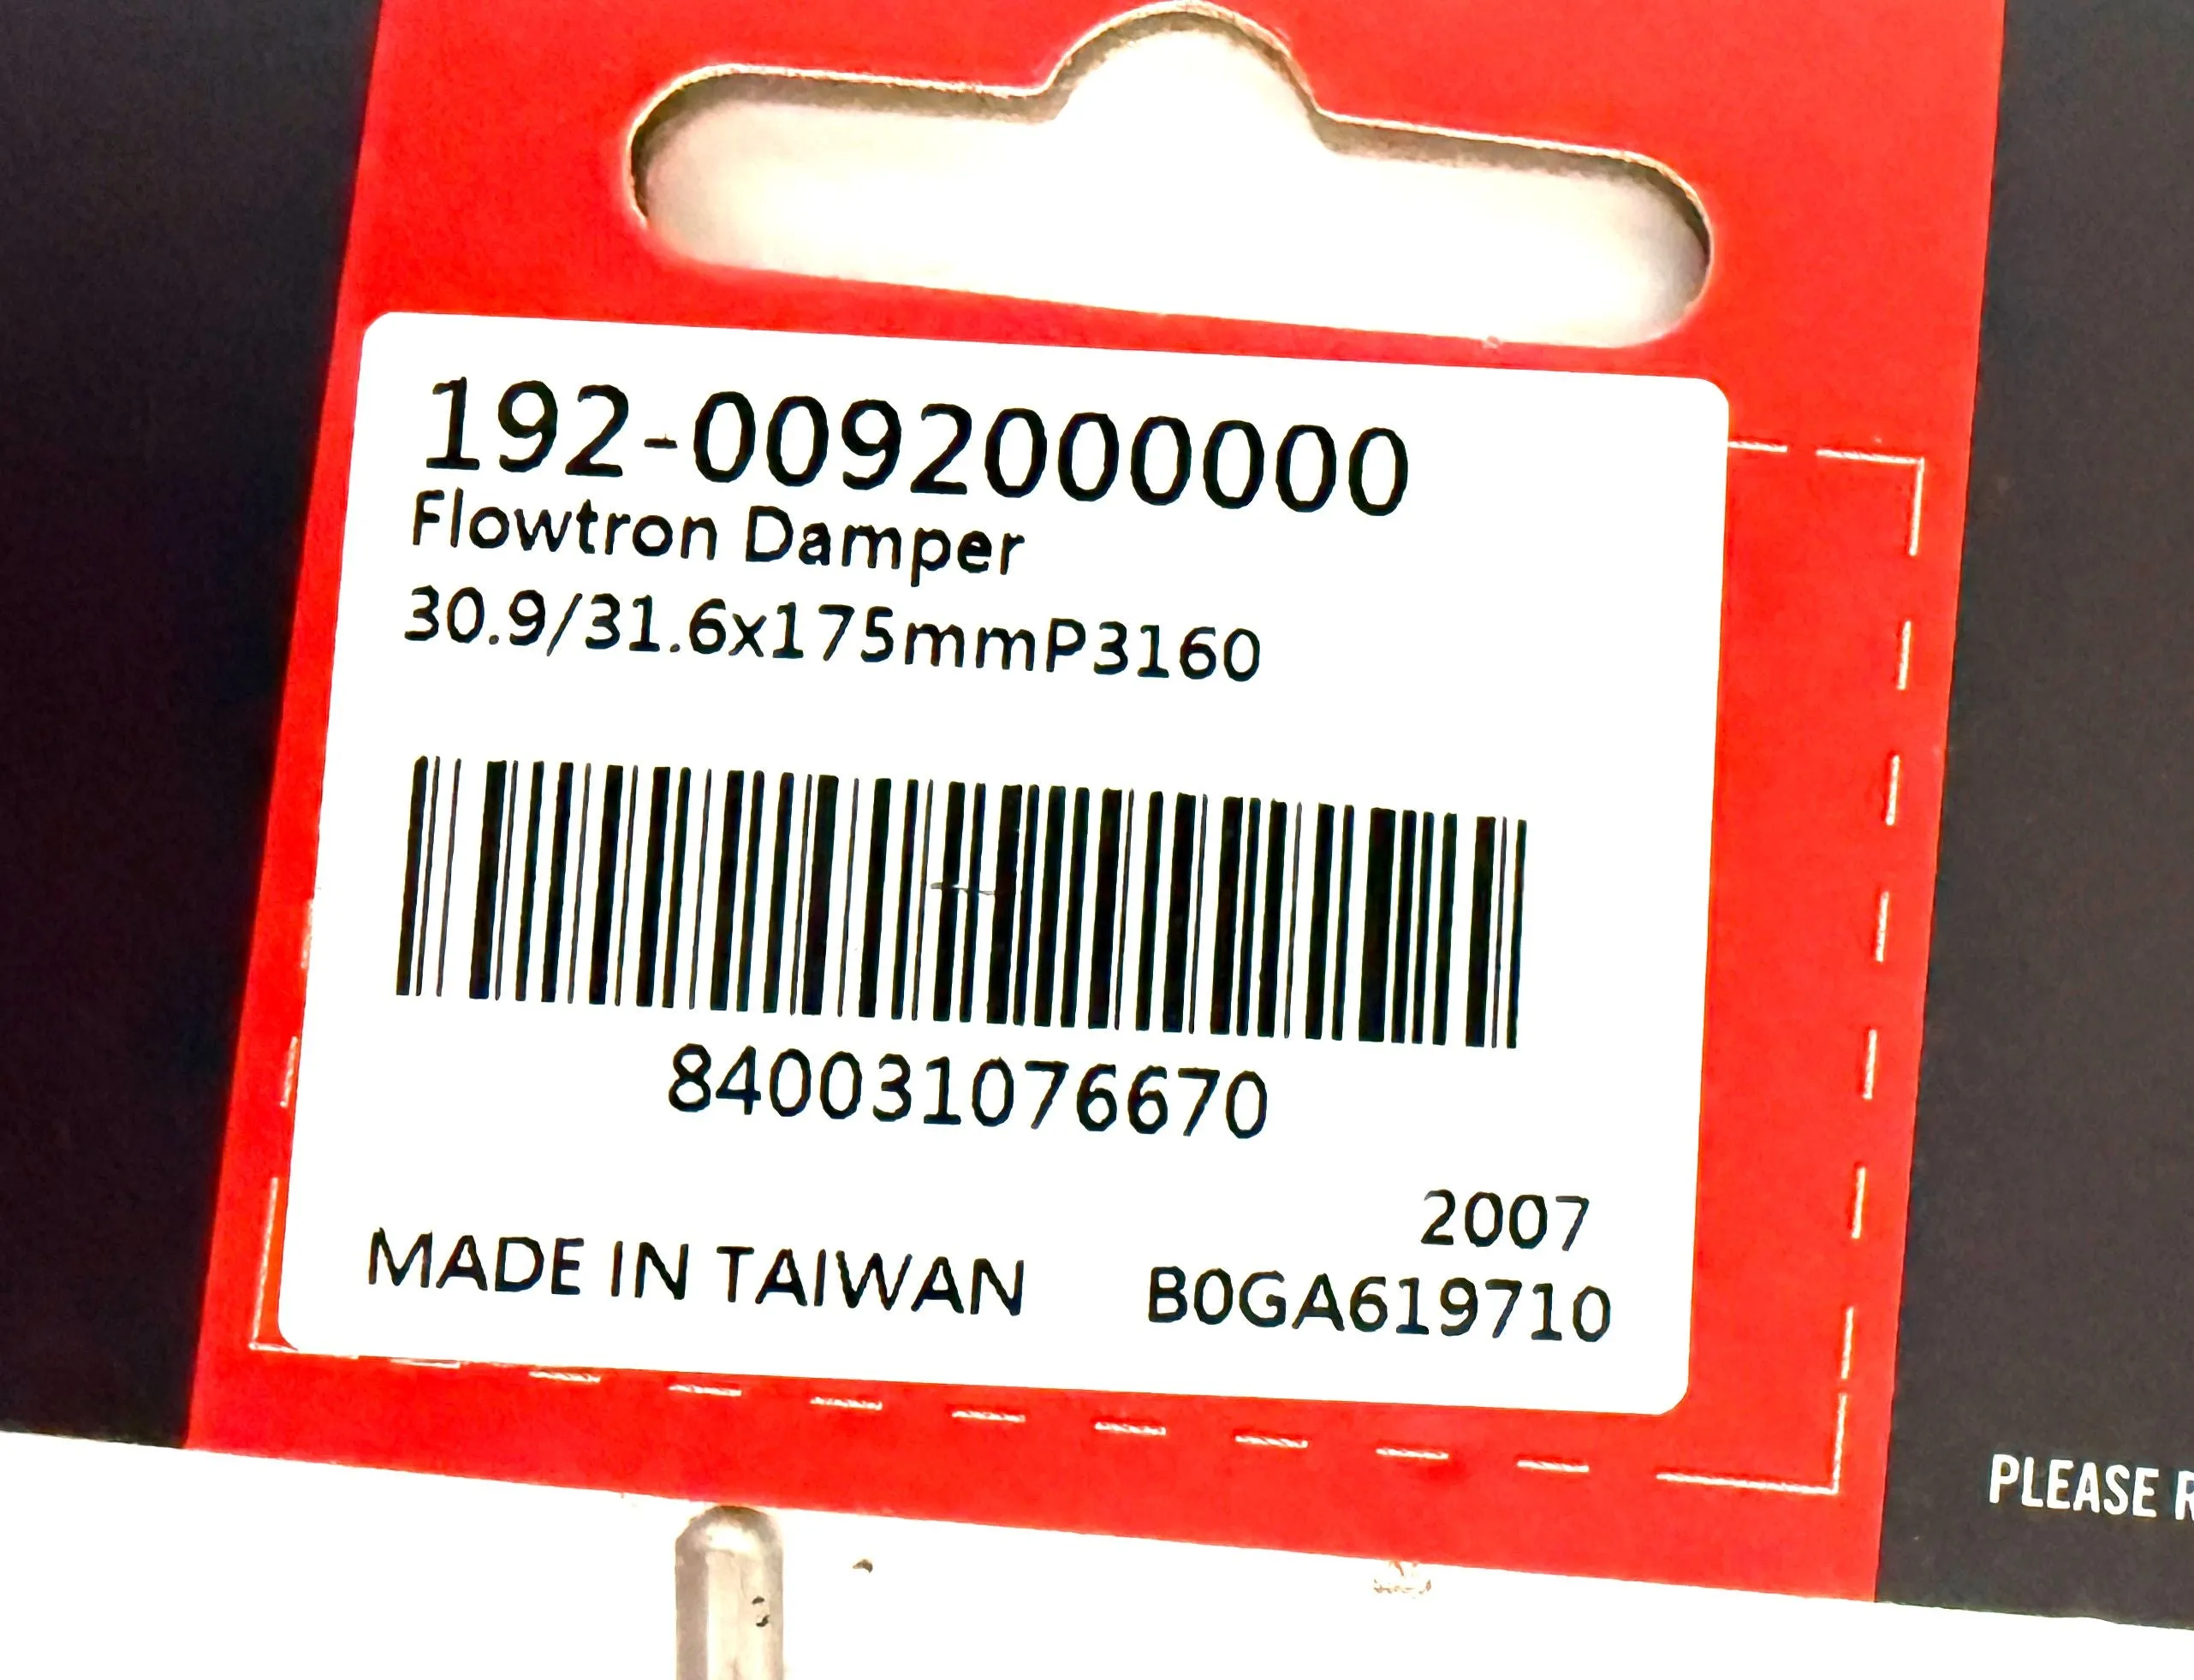 192-0092000000
Flowtron Damper
30.9/31.6x175mmP3160
840031076670
2007
MADE IN TAIWAN B0GA619710
PLEASE